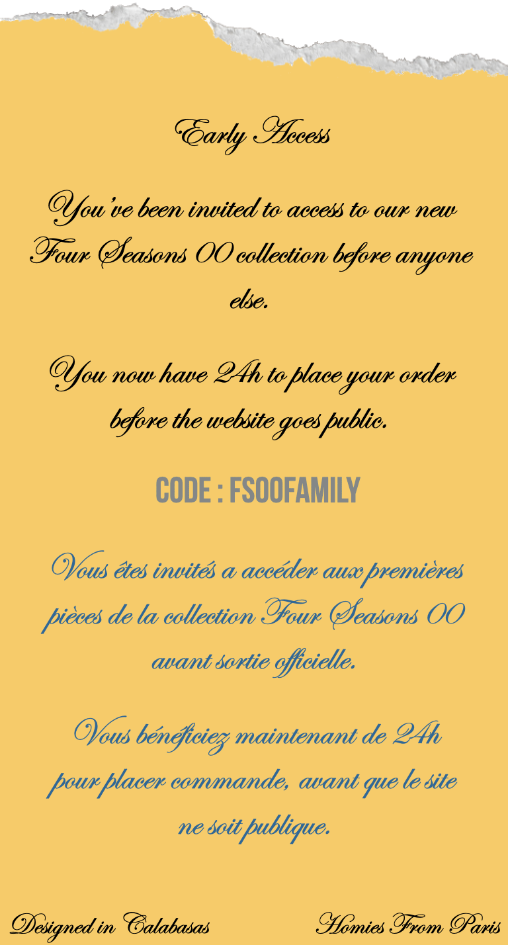 Early Access
You've been invited to access to our new
Four Seasons 00 collection before anyone
else.
You now have 24h to place your order
before the website goes public.
CODE : FS00FAMILY
Vous êtes invités a accéder aux premières
pièces de la collection Four Seasons 00
avant sortie officielle.
Vous bénéficiez maintenant de 24h
pour placer commande, avant que le site
ne soit publique.
Designed in Calabasas
Homies From Paris